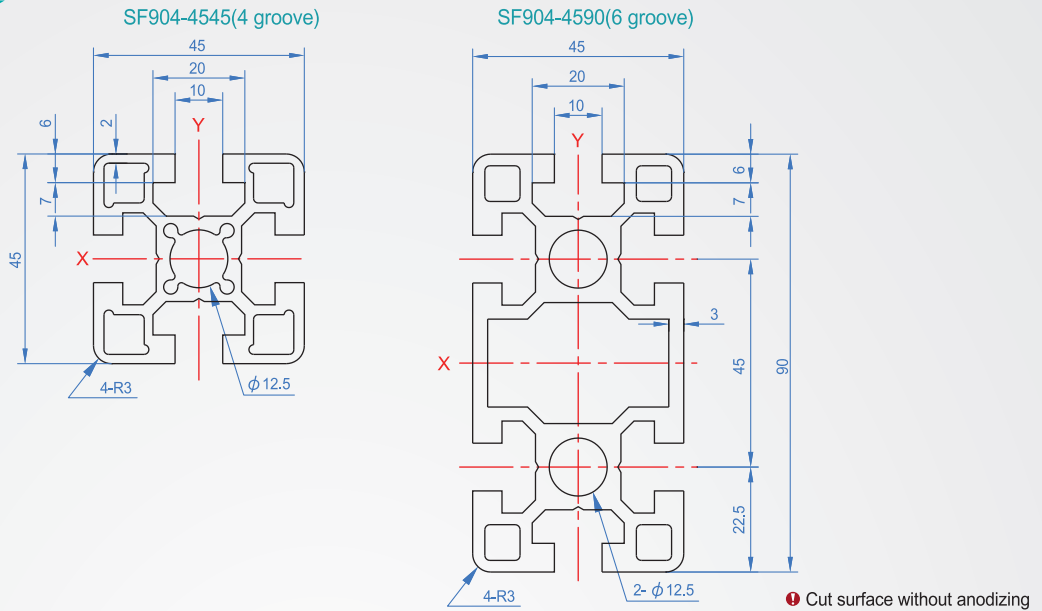 SF904-4545(4 groove)
45
20
10
6
2
Y
7
X
45
4-R3
ϕ12.5
SF904-4590(6 groove)
45
20
10
Y
6
7
X
3
45
90
22.5
4-R3
2- ϕ12.5
Cut surface without anodizing